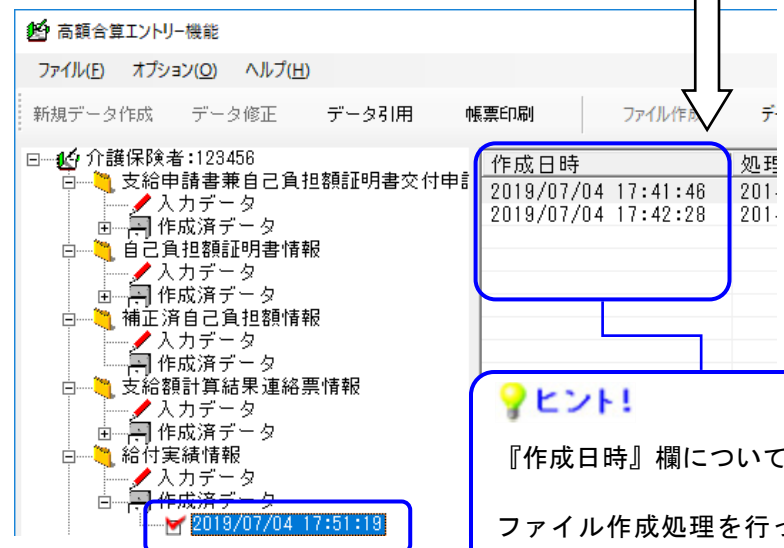 高額合算エントリー機能
ファイル(F) オプション(O) ヘルプ(H)
新規データ作成 データ修正 データ引用 帳票印刷 ファイル作成 デ
介護保険者:123456
支給申請書兼自己負担額証明書交付申
入力データ
作成済データ
自己負担額証明書情報
入力データ
作成済データ
補正済自己負担額情報
入力データ
作成済データ
支給額計算結果連絡票情報
入力データ
作成済データ
給付実績情報
入力データ
作成済データ
2019/07/04 17:51:19
作成日時 処理
2019/07/04 17:41:46 201
2019/07/04 17:42:28 201
ヒント!
『作成日時』欄について
ファイル作成処理を行っ